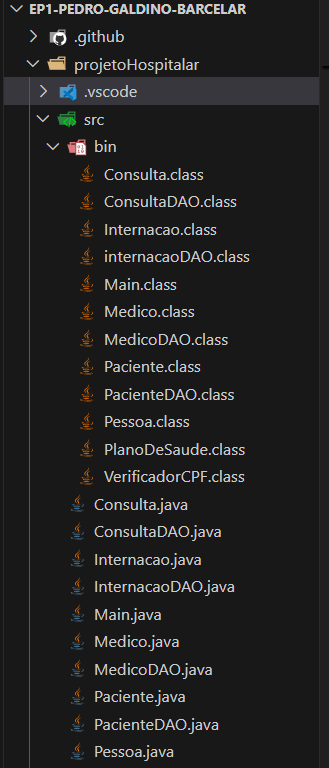 EP1-PEDRO-GALDINO-BARCELAR
.github
projetoHospitalar
.vscode
src
bin
Consulta.class
ConsultaDAO.class
Internacao.class
internacaoDAO.class
Main.class
Medico.class
MedicoDAO.class
Paciente.class
PacienteDAO.class
Pessoa.class
PlanoDeSaude.class
VerificadorCPF.class
Consulta.java
ConsultaDAO.java
Internacao.java
InternacaoDAO.java
Main.java
Medico.java
MedicoDAO.java
Paciente.java
PacienteDAO.java
Pessoa.java